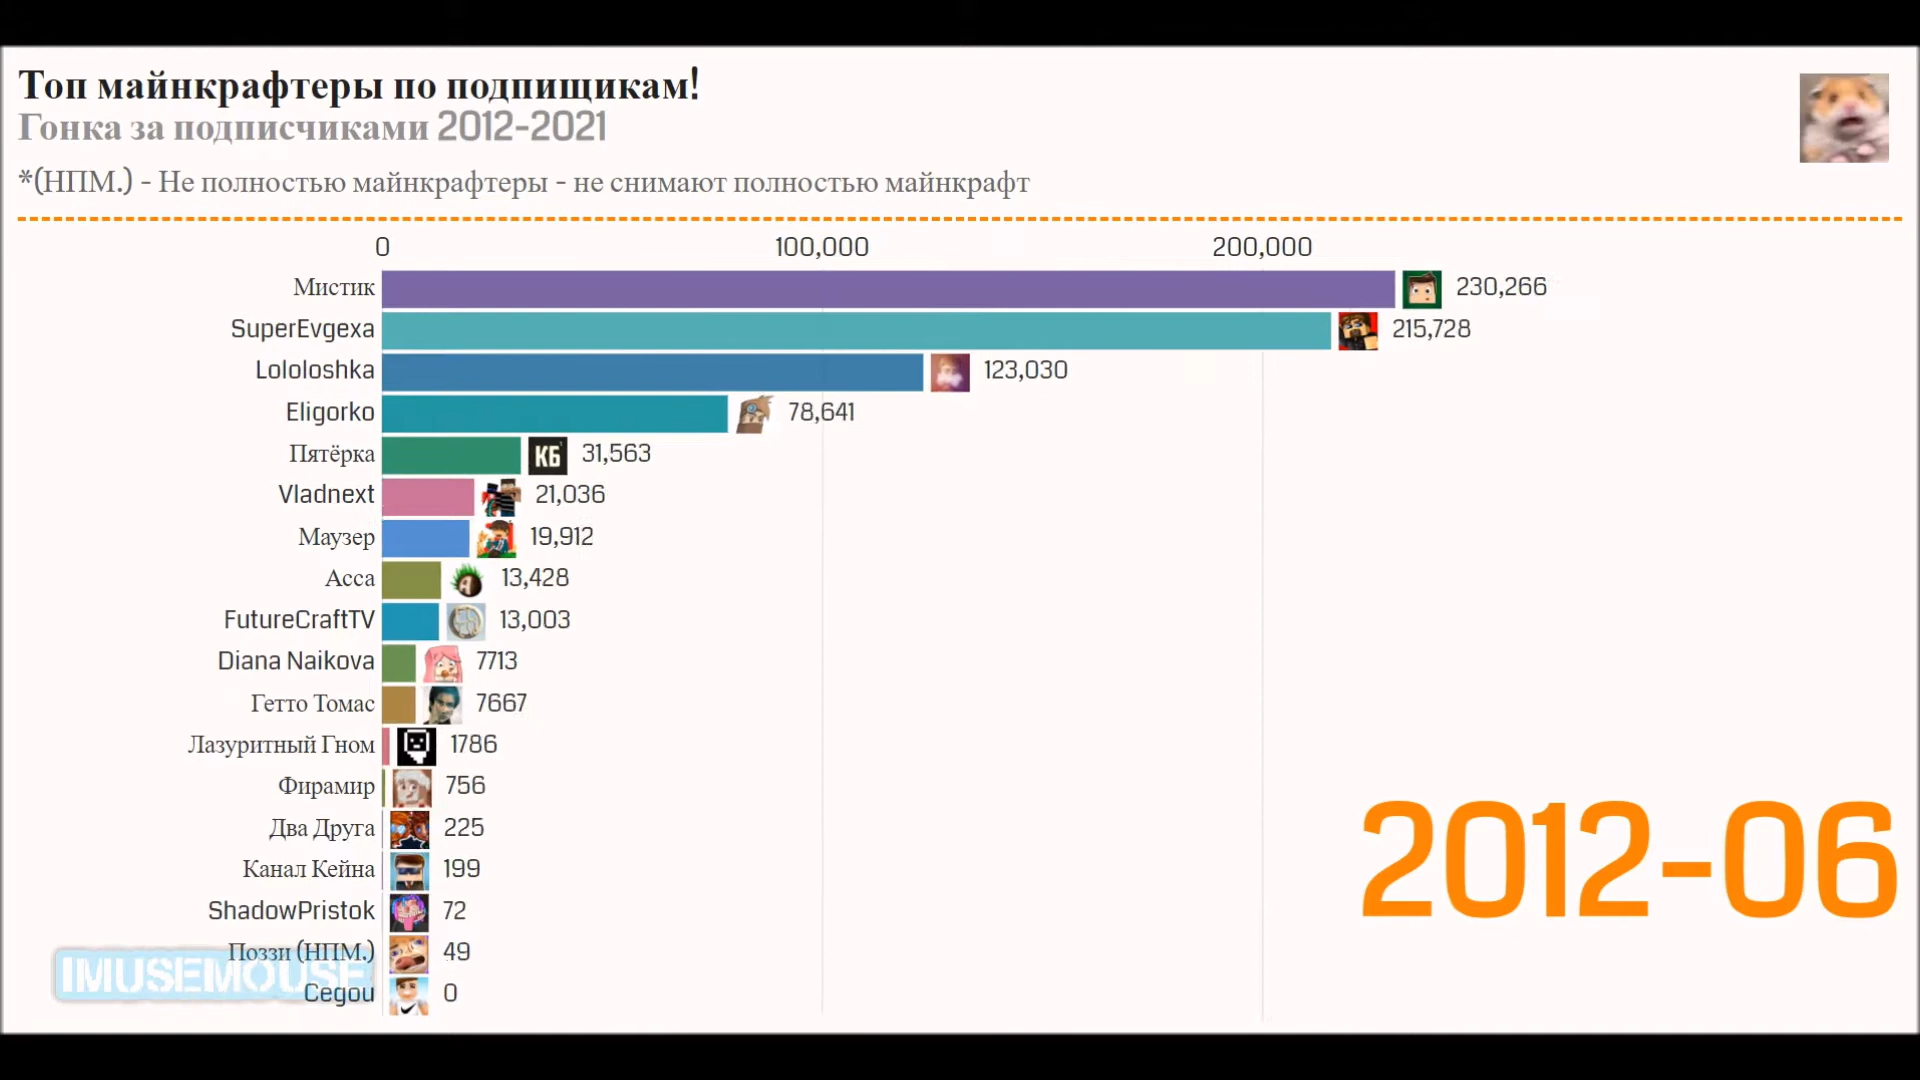 Топ майнкрафтеры по подпищикам!
Гонка за подписчиками 2012-2021
*(НПМ.) - Не полностью майнкрафтеры - не снимают полностью майнкрафт
0 100,000 200,000
Мистик 230,266
SuperEvgexa 215,728
Lololoshka 123,030
Eligorko 78,641
Пятёрка КБ 31,563
Vladnext 21,036
Маузер 19,912
Acca 13,428
FutureCraftTV 13,003
Diana Naikova 7713
Гетто Томас 7667
Лазуритный Гном 1786
Фирамир 756
Два Друга 225
Канал Кейна 199
ShadowPristok 72
Поззи (НПМ.) 49
Cegou 0
2012-06
IMUSEMOUSE